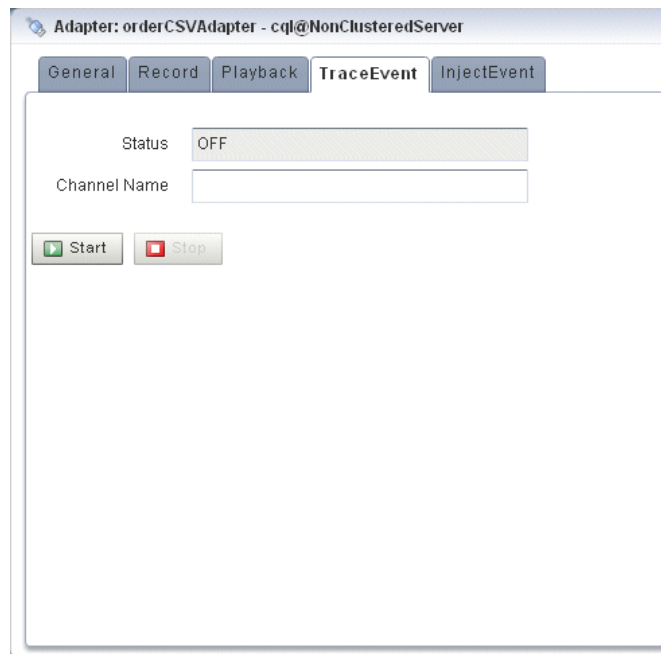 Adapter: orderCSVAdapter - cql@NonClusteredServer
General Record Playback TraceEvent InjectEvent
Status OFF
Channel Name
Start Stop